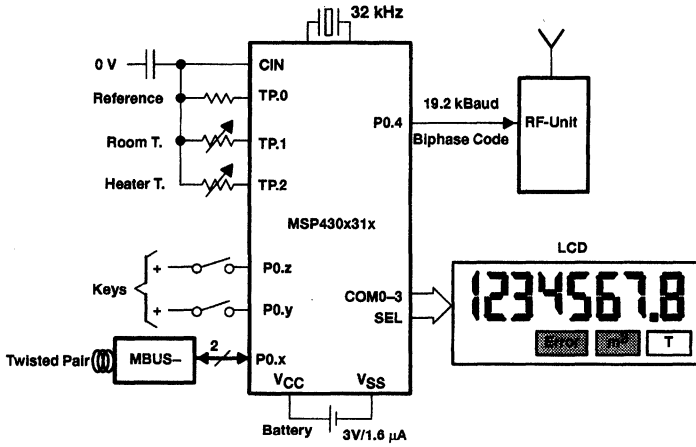 32 kHz
0 V
CIN
Reference
TP.0
Room T.
TP.1
Heater T.
TP.2
P0.4
19.2 kBaud
Biphase Code
RF-Unit
MSP430x31x
LCD
Keys
+
P0.z
+
P0.y
COM0–3
SEL
1234567.8
Error
m3
T
Twisted Pair
MBUS–
2
P0.x
VCC
VSS
Battery
3V/1.6 µA